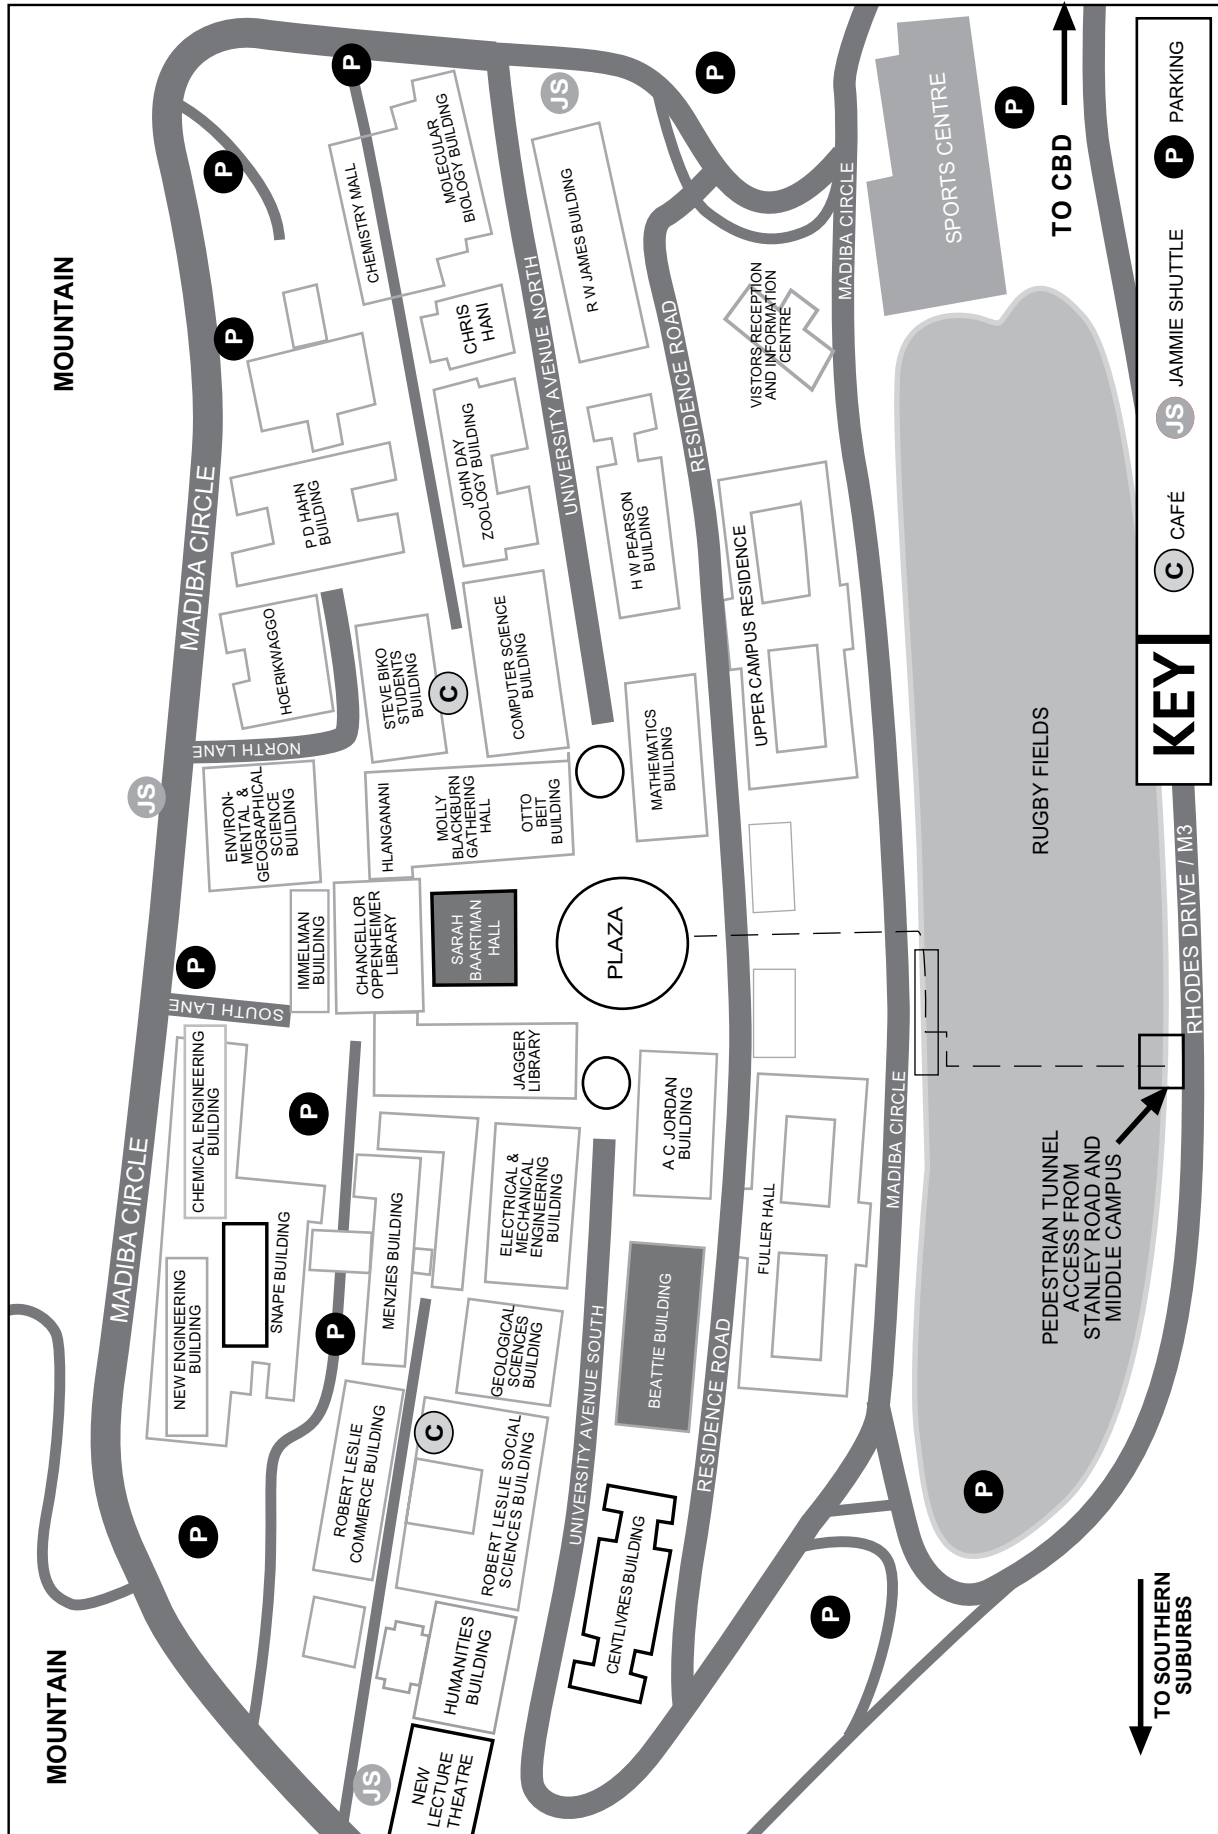 MOUNTAIN
MOUNTAIN
MADIBA CIRCLE
MADIBA CIRCLE
P
P
P
P
P
P
P
P
P
P
P
JS
JS
JS
C
C
NEW ENGINEERING
BUILDING
CHEMICAL ENGINEERING
BUILDING
SNAPE BUILDING
SOUTH LANE
IMMELMAN
BUILDING
ENVIRON-
MENTAL &
GEOGRAPHICAL
SCIENCE
BUILDING
NORTH LANE
HOERIKWAGGO
P D HAHN
BUILDING
CHEMISTRY MALL
MOLECULAR
BIOLOGY BUILDING
CHRIS
HANI
JOHN DAY
ZOOLOGY BUILDING
STEVE BIKO
STUDENTS
BUILDING
COMPUTER SCIENCE
BUILDING
HLANGANANI
MOLLY
BLACKBURN
GATHERING
HALL
OTTO
BEIT
BUILDING
CHANCELLOR
OPPENHEIMER
LIBRARY
SARAH
BAARTMAN
HALL
JAGGER
LIBRARY
MENZIES BUILDING
ELECTRICAL &
MECHANICAL
ENGINEERING
BUILDING
GEOLOGICAL
SCIENCES
BUILDING
ROBERT LESLIE
COMMERCE BUILDING
ROBERT LESLIE SOCIAL
SCIENCES BUILDING
HUMANITIES
BUILDING
NEW
LECTURE
THEATRE
UNIVERSITY AVENUE SOUTH
UNIVERSITY AVENUE NORTH
CENTLIVRES BUILDING
BEATTIE BUILDING
A C JORDAN
BUILDING
PLAZA
MATHEMATICS
BUILDING
H W PEARSON
BUILDING
R W JAMES BUILDING
RESIDENCE ROAD
RESIDENCE ROAD
FULLER HALL
UPPER CAMPUS RESIDENCE
VISTORS RECEPTION
AND INFORMATION
CENTRE
MADIBA CIRCLE
MADIBA CIRCLE
SPORTS CENTRE
RUGBY FIELDS
PEDESTRIAN TUNNEL
ACCESS FROM
STANLEY ROAD AND
MIDDLE CAMPUS
RHODES DRIVE / M3
TO SOUTHERN
SUBURBS
TO CBD
KEY
C CAFÉ
JS JAMMIE SHUTTLE
P PARKING